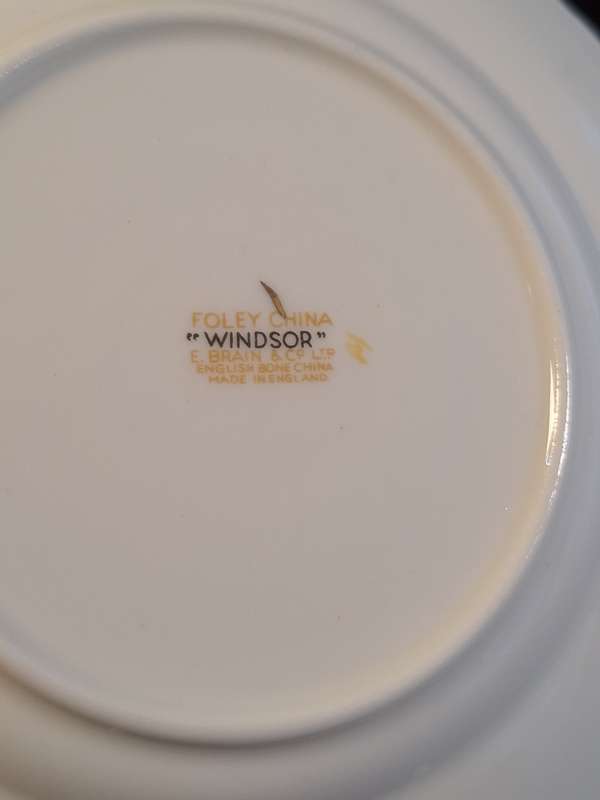 FOLEY CHINA
"WINDSOR"
E. BRAIN & Co LTD
ENGLISH BONE CHINA
MADE IN ENGLAND